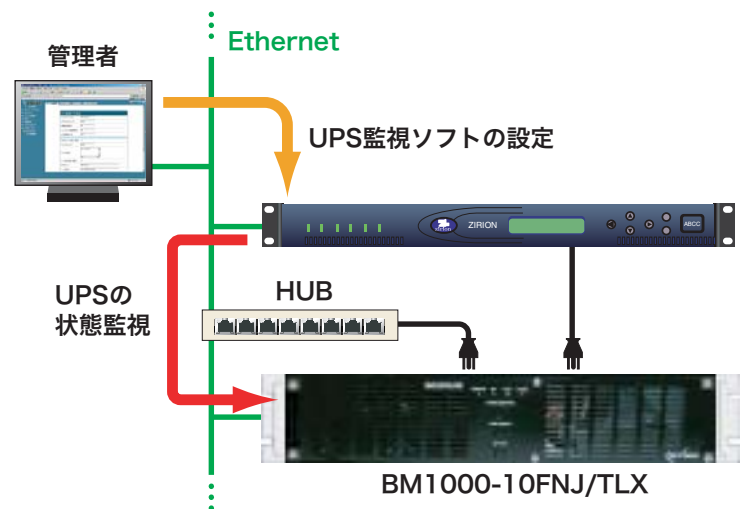 Ethernet
管理者
UPS監視ソフトの設定
zirion
ZIRION
ABCC
UPSの
状態監視
HUB
BM1000-10FNJ/TLX